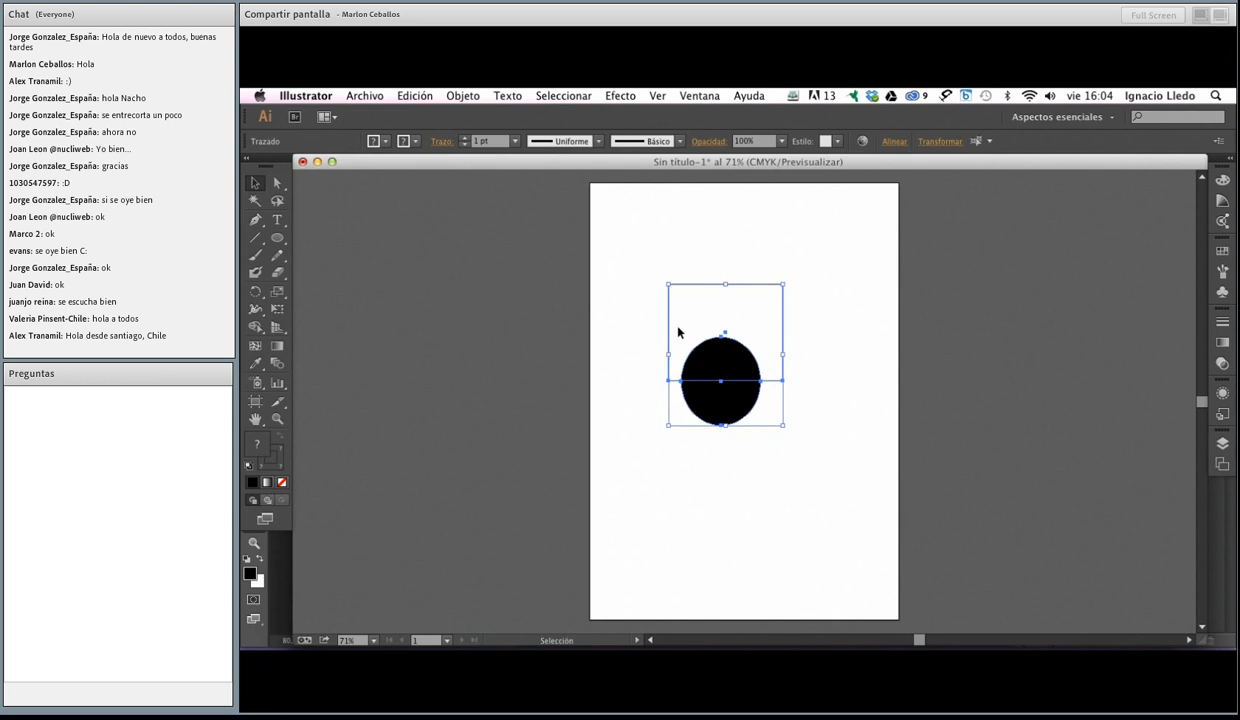 Chat (Everyone)
Jorge Gonzalez_España: Hola de nuevo a todos, buenas
tardes
Marlon Ceballos: Hola
Alex Tranamil: :)
Jorge Gonzalez_España: hola Nacho
Jorge Gonzalez_España: se entrecorta un poco
Jorge Gonzalez_España: ahora no
Joan Leon @nucliweb: Yo bien...
Jorge Gonzalez_España: gracias
1030547597: :D
Jorge Gonzalez_España: si se oye bien
Joan Leon @nucliweb: ok
Marco 2: ok
evans: se oye bien C:
Jorge Gonzalez_España: ok
Juan David: ok
juanjo reina: se escucha bien
Valeria Pinsent-Chile: hola a todos
Alex Tranamil: Hola desde santiago, Chile
Preguntas
Compartir pantalla - Marlon Ceballos
Full Screen
Illustrator Archivo Edición Objeto Texto Seleccionar Efecto Ver Ventana Ayuda 13 9 vie 16:04 Ignacio Lledo
Ai Br Aspectos esenciales
Trazado ? ? Trazo: 1 pt Uniforme Básico Opacidad: 100% Estilo: Alinear Transformar
Sin título-1* al 71% (CMYK/Previsualizar)
T
?
80.
71% 1 Selección